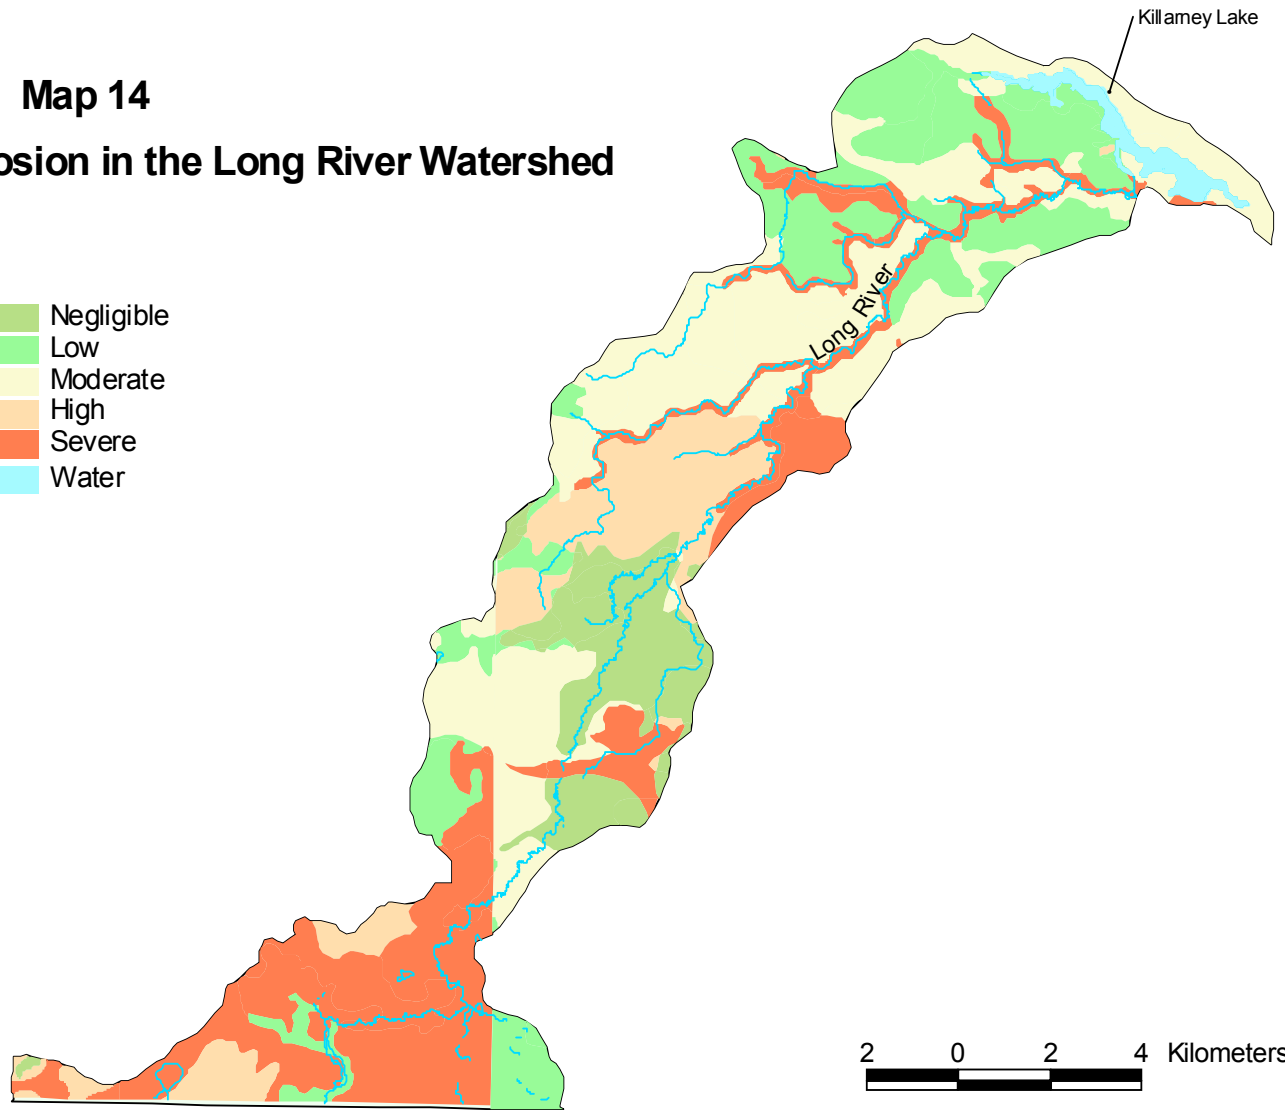 Killarney Lake
Map 14
osion in the Long River Watershed
Long River
Negligible
Low
Moderate
High
Severe
Water
2 0 2 4 Kilometers